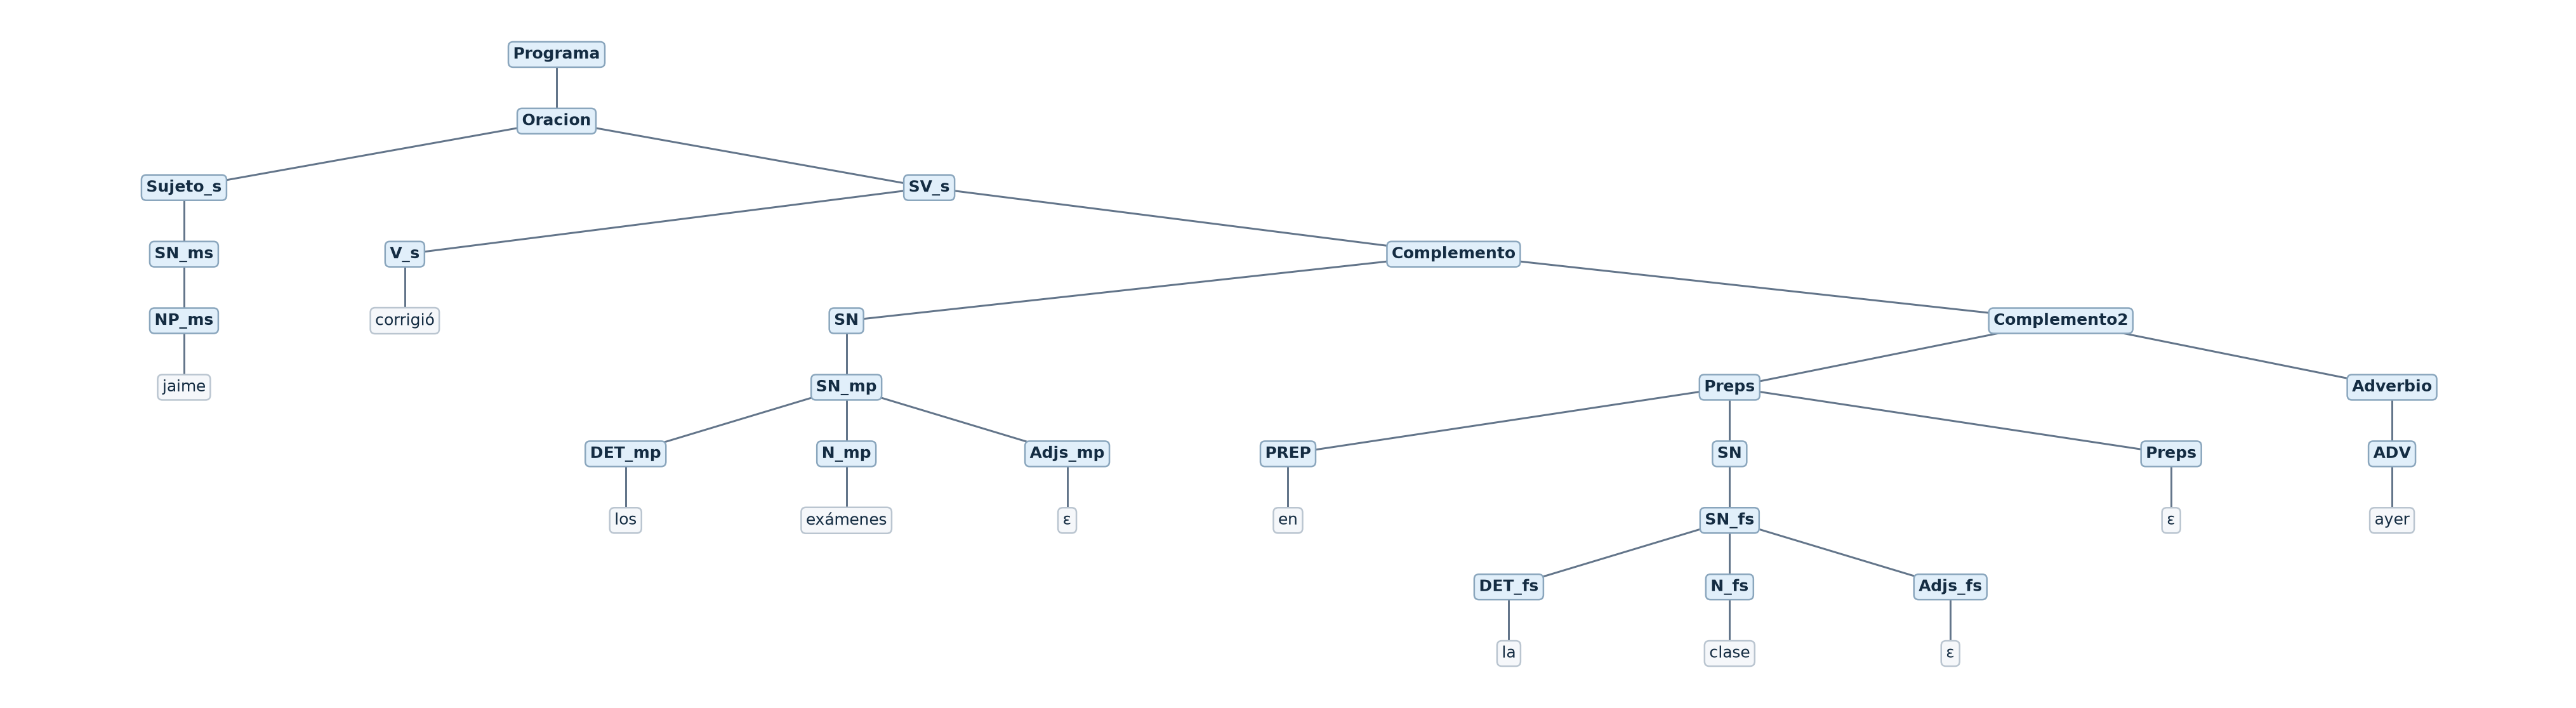 Programa
Oracion
Sujeto_s SV_s
SN_ms V_s Complemento
NP_ms corrigió SN Complemento2
jaime SN_mp Preps Adverbio
DET_mp N_mp Adjs_mp PREP SN Preps ADV
los exámenes ε en SN_fs ε ayer
DET_fs N_fs Adjs_fs
la clase ε